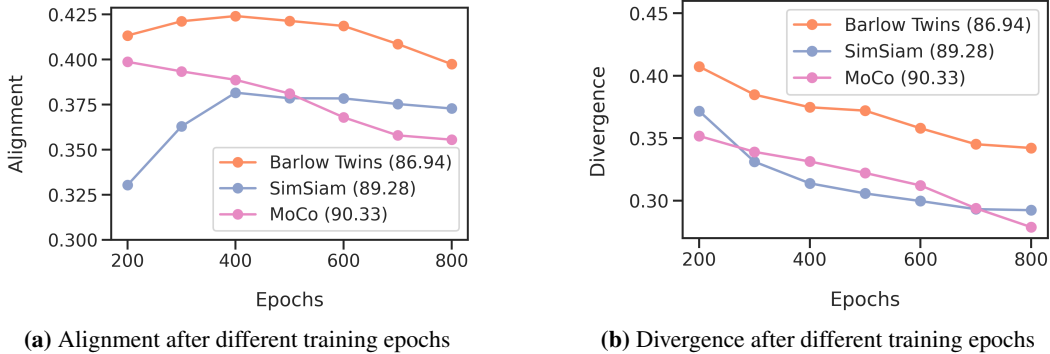 0.425
0.400
0.375
0.350
0.325
0.300
Alignment
Barlow Twins (86.94)
SimSiam (89.28)
MoCo (90.33)
200 400 600 800
Epochs
(a) Alignment after different training epochs
0.45
0.40
0.35
0.30
Divergence
Barlow Twins (86.94)
SimSiam (89.28)
MoCo (90.33)
200 400 600 800
Epochs
(b) Divergence after different training epochs